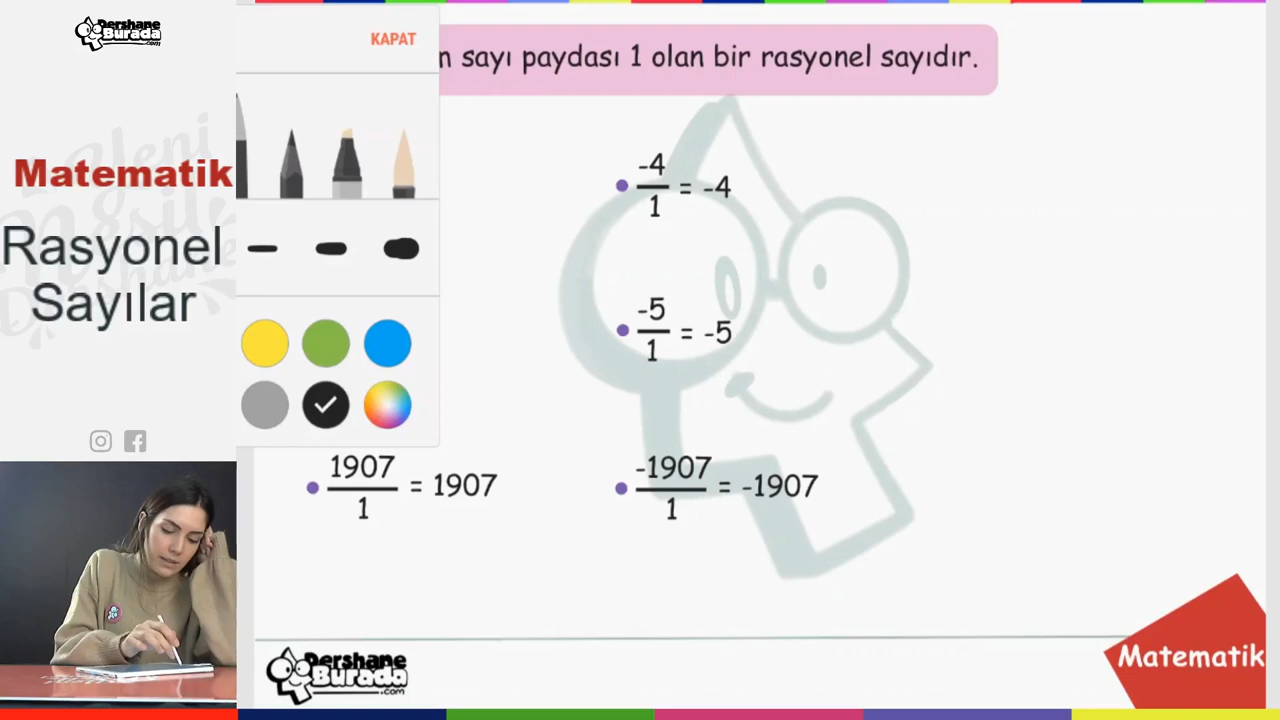 Dershane
Burada
.com
KAPAT
sayı paydası 1 olan bir rasyonel sayıdır.
Matematik
Rasyonel
Sayılar
-4
1
= -4
-5
1
= -5
1907
1
= 1907
-1907
1
= -1907
Dershane
Burada
.com
Matematik